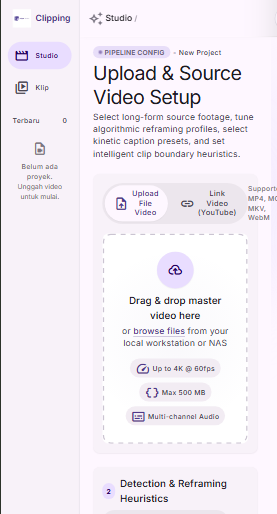 Clipping
Studio /
Studio
Klip
Terbaru 0
Belum ada
proyek.
Unggah video
untuk mulai.
PIPELINE CONFIG - New Project
Upload & Source
Video Setup
Select long-form source footage, tune
algorithmic reframing profiles, select
kinetic caption presets, and set
intelligent clip boundary heuristics.
Upload
File
Video
Link
Video
(YouTube)
Support
MP4, MO
MKV,
WebM
Drag & drop master
video here
or browse files from your
local workstation or NAS
Up to 4K @ 60fps
Max 500 MB
Multi-channel Audio
2 Detection & Reframing
Heuristics